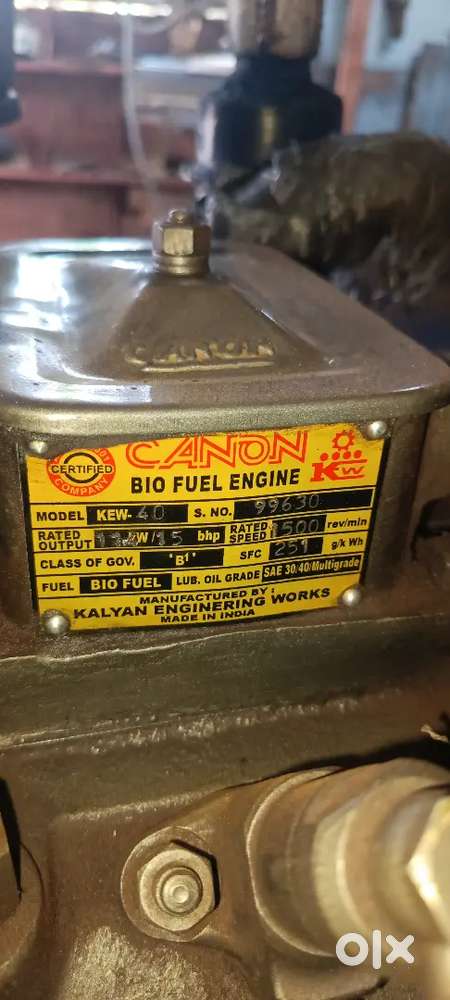 CANON
CERTIFIED
COMPANY
CANON
BIO FUEL ENGINE
KW
MODEL KEW-40 S. NO. 99630
RATED OUTPUT W/15 bhp RATED SPEED 1500 rev/min
CLASS OF GOV. 'B1' SFC 251 g/k Wh
FUEL BIO FUEL LUB. OIL GRADE SAE 30/40/Multigrade
MANUFACTURED BY :
KALYAN ENGINERING WORKS
MADE IN INDIA
olx